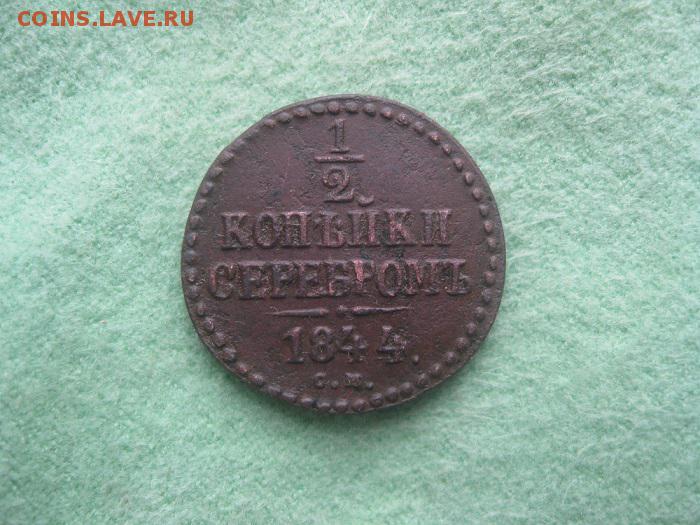 COINS.LAVE.RU
1
2
КОПѢЙКИ
СЕРЕБРОМЪ
1844.
С.М.